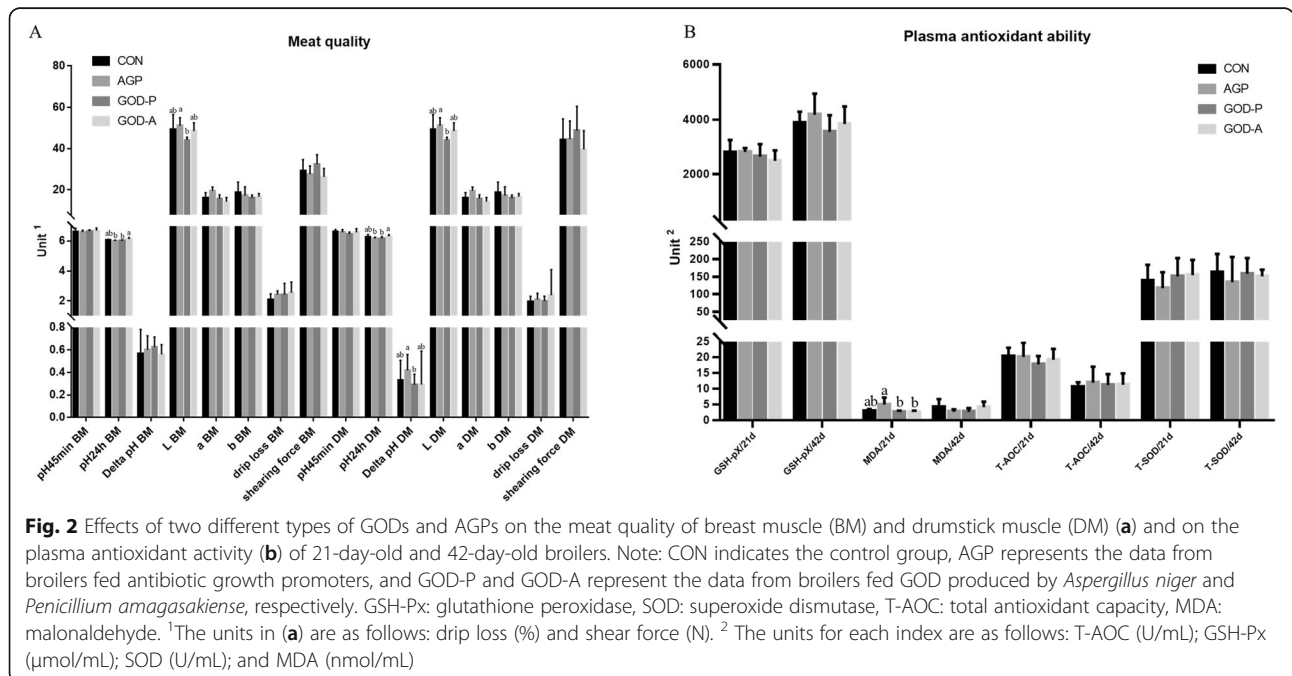 A
Meat quality
CON
AGP
GOD-P
GOD-A
Unit 1
60
40
20
6
4
2
0.8
0.6
0.4
0.2
0.0
ab a b ab
ab b b a
ab b b a
ab a b ab
ab a b ab
pH45min BM
pH24h BM
Delta pH BM
L BM
a BM
b BM
drip loss BM
shearing force BM
pH45min DM
pH24h DM
Delta pH DM
L DM
a DM
b DM
drip loss DM
shearing force DM
B
Plasma antioxidant ability
CON
AGP
GOD-P
GOD-A
Unit 2
6000
4000
2000
250
200
150
100
50
25
20
15
10
5
0
ab a b b
GSH-pX/21d
GSH-pX/42d
MDA/21d
MDA/42d
T-AOC/21d
T-AOC/42d
T-SOD/21d
T-SOD/42d
Fig. 2 Effects of two different types of GODs and AGPs on the meat quality of breast muscle (BM) and drumstick muscle (DM) (a) and on the
plasma antioxidant activity (b) of 21-day-old and 42-day-old broilers. Note: CON indicates the control group, AGP represents the data from
broilers fed antibiotic growth promoters, and GOD-P and GOD-A represent the data from broilers fed GOD produced by Aspergillus niger and
Penicillium amagasakiense, respectively. GSH-Px: glutathione peroxidase, SOD: superoxide dismutase, T-AOC: total antioxidant capacity, MDA:
malonaldehyde. 1The units in (a) are as follows: drip loss (%) and shear force (N). 2 The units for each index are as follows: T-AOC (U/mL); GSH-Px
(μmol/mL); SOD (U/mL); and MDA (nmol/mL)